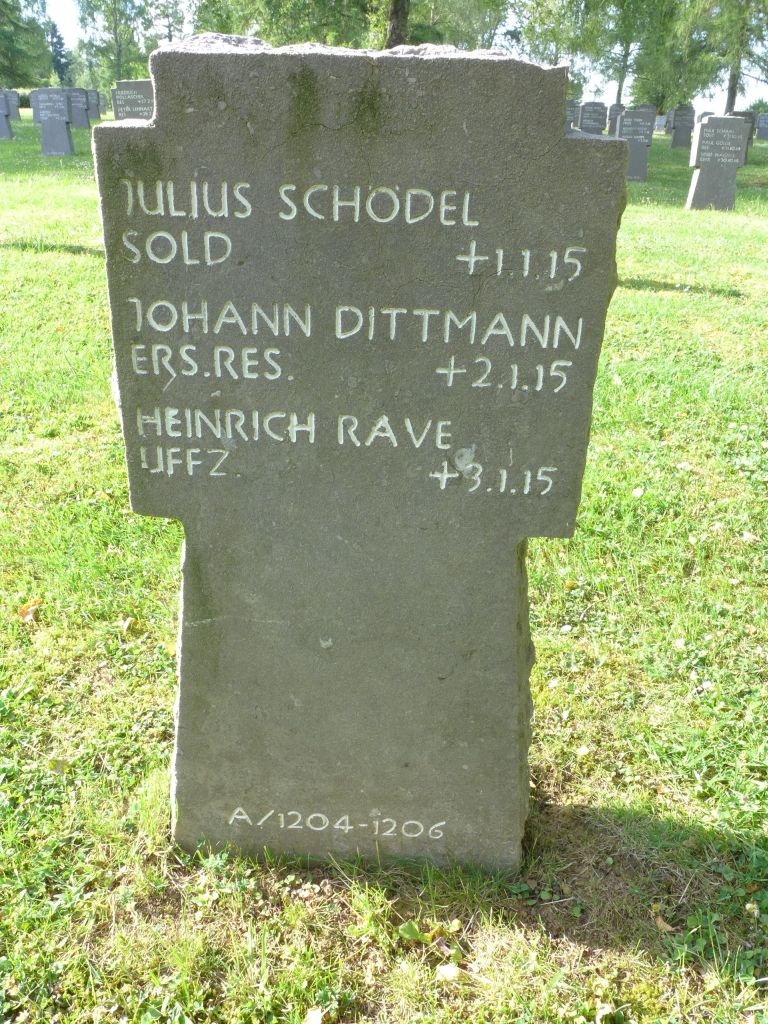 JULIUS SCHÖDEL
SOLD +1.1.15
JOHANN DITTMANN
ERS.RES. +2.1.15
HEINRICH RAVE
UFFZ. +3.1.15
A/1204-1206